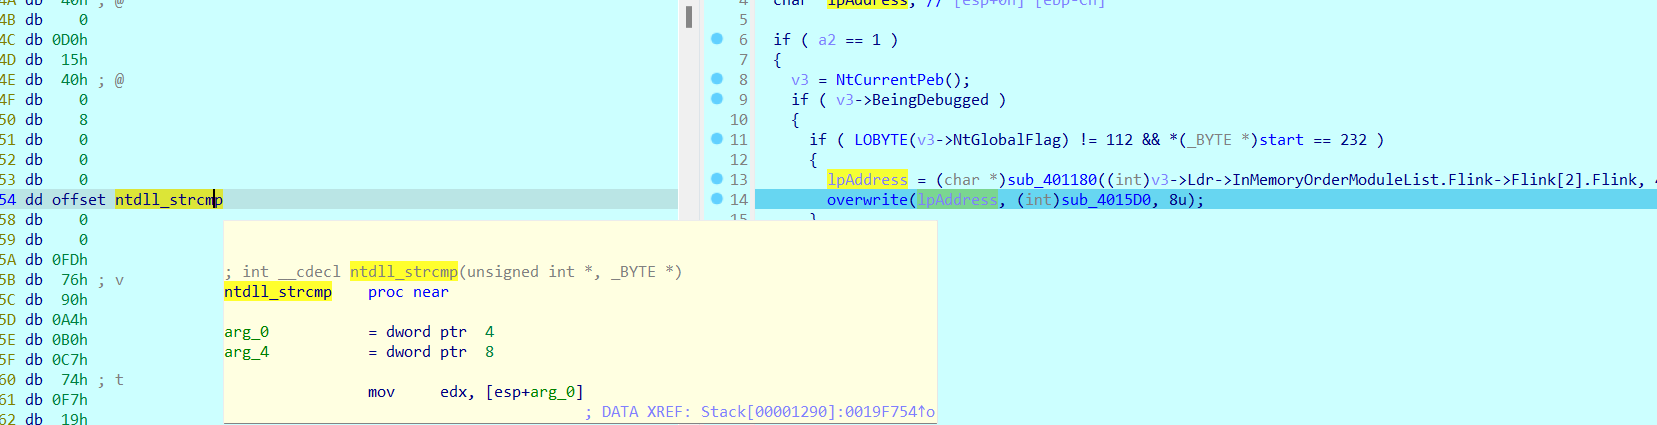 4A db 40h ; @
4B db 0
4C db 0D0h
4D db 15h
4E db 40h ; @
4F db 0
50 db 8
51 db 0
52 db 0
53 db 0
54 dd offset ntdll_strcmp
58 db 0
59 db 0
5A db 0FDh
5B db 76h ; v
5C db 90h
5D db 0A4h
5E db 0B0h
5F db 0C7h
60 db 74h ; t
61 db 0F7h
62 db 19h
; int __cdecl ntdll_strcmp(unsigned int *, _BYTE *)
ntdll_strcmp proc near
arg_0 = dword ptr 4
arg_4 = dword ptr 8
mov edx, [esp+arg_0]
; DATA XREF: Stack[00001290]:0019F754↑o
4 char *lpAddress; // [esp+0h] [ebp-Ch]
5
6 if ( a2 == 1 )
7 {
8 v3 = NtCurrentPeb();
9 if ( v3->BeingDebugged )
10 {
11 if ( LOBYTE(v3->NtGlobalFlag) != 112 && *(_BYTE *)start == 232 )
12 {
13 lpAddress = (char *)sub_401180((int)v3->Ldr->InMemoryOrderModuleList.Flink->Flink[2].Flink,
14 overwrite(lpAddress, (int)sub_4015D0, 8u);
15 }